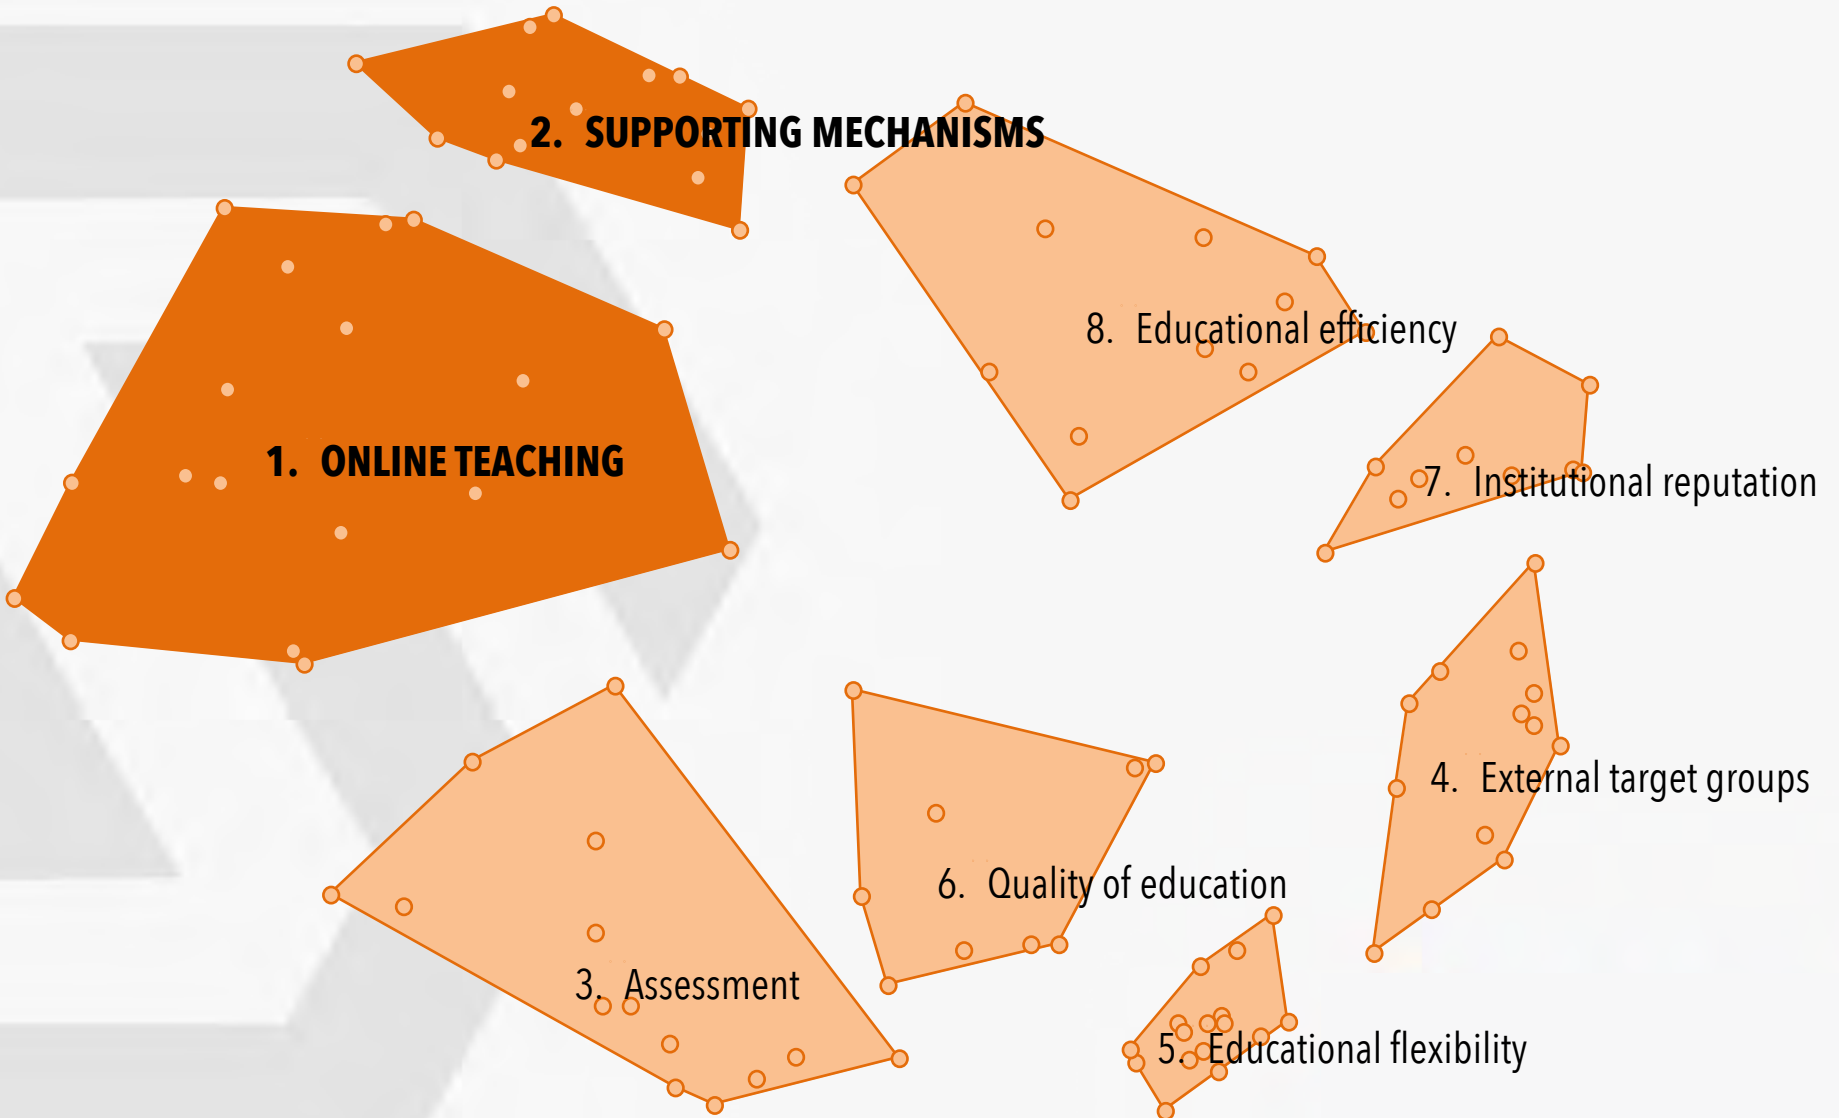 2. SUPPORTING MECHANISMS
8. Educational efficiency
1. ONLINE TEACHING
7. Institutional reputation
4. External target groups
6. Quality of education
3. Assessment
5. Educational flexibility